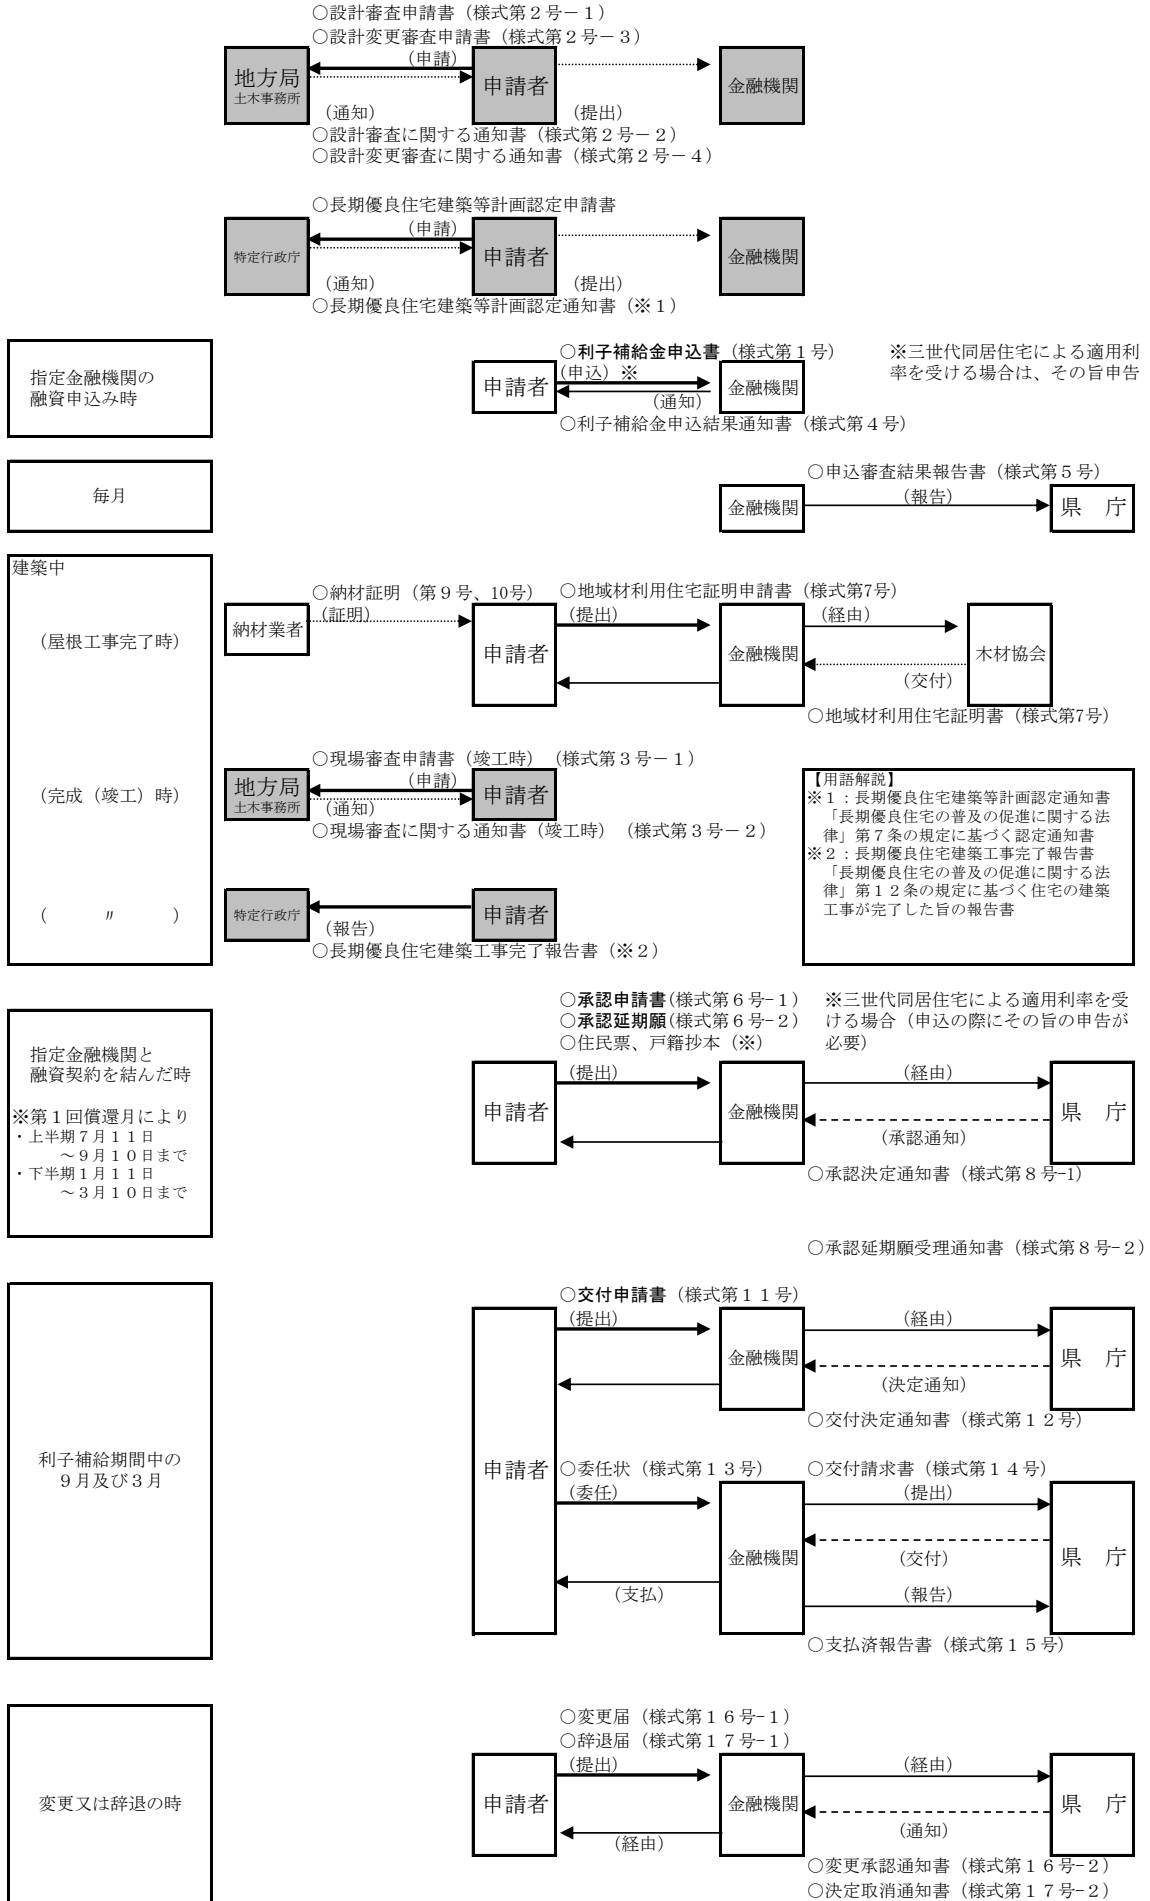 ○設計審査申請書（様式第２号－１）
○設計変更審査申請書（様式第２号－３）
（申請）
地方局
土木事務所
申請者
金融機関
（通知）
（提出）
○設計審査に関する通知書（様式第２号－２）
○設計変更審査に関する通知書（様式第２号－４）
○長期優良住宅建築等計画認定申請書
（申請）
特定行政庁
申請者
金融機関
（通知）
（提出）
○長期優良住宅建築等計画認定通知書（※１）
指定金融機関の
融資申込み時
○利子補給金申込書（様式第１号）
（申込）※
申請者
金融機関
（通知）
○利子補給金申込結果通知書（様式第４号）
※三世代同居住宅による適用利
率を受ける場合は、その旨申告
毎月
○申込審査結果報告書（様式第５号）
（報告）
金融機関
県　庁
建築中
（屋根工事完了時）
○納材証明（第９号、10号）
（証明）
納材業者
申請者
○地域材利用住宅証明申請書（様式第7号）
（提出）
金融機関
（経由）
木材協会
（交付）
○地域材利用住宅証明書（様式第7号）
（完成（竣工）時）
○現場審査申請書（竣工時）（様式第３号－１）
（申請）
地方局
土木事務所
申請者
（通知）
○現場審査に関する通知書（竣工時）（様式第３号－２）
（　　〃　　）
特定行政庁
申請者
（報告）
○長期優良住宅建築工事完了報告書（※２）
【用語解説】
※１：長期優良住宅建築等計画認定通知書
「長期優良住宅の普及の促進に関する法
律」第７条の規定に基づく認定通知書
※２：長期優良住宅建築工事完了報告書
「長期優良住宅の普及の促進に関する法
律」第１２条の規定に基づく住宅の建築
工事が完了した旨の報告書
指定金融機関と
融資契約を結んだ時
※第１回償還月により
・上半期７月１１日
～９月１０日まで
・下半期１月１１日
～３月１０日まで
○承認申請書(様式第６号-１)
○承認延期願(様式第６号-２)
○住民票、戸籍抄本（※）
※三世代同居住宅による適用利率を受
ける場合（申込の際にその旨の申告が
必要）
（提出）
（経由）
申請者
金融機関
県　庁
（承認通知）
○承認決定通知書（様式第８号-1）
○承認延期願受理通知書（様式第８号-２）
利子補給期間中の
９月及び３月
○交付申請書（様式第１１号）
（提出）
（経由）
金融機関
県　庁
（決定通知）
○交付決定通知書（様式第１２号）
申請者
○委任状（様式第１３号）
（委任）
○交付請求書（様式第１４号）
（提出）
金融機関
県　庁
（交付）
（支払）
（報告）
○支払済報告書（様式第１５号）
変更又は辞退の時
○変更届（様式第１６号-１）
○辞退届（様式第１７号-１）
（提出）
（経由）
申請者
金融機関
県　庁
（経由）
（通知）
○変更承認通知書（様式第１６号-２）
○決定取消通知書（様式第１７号-２）